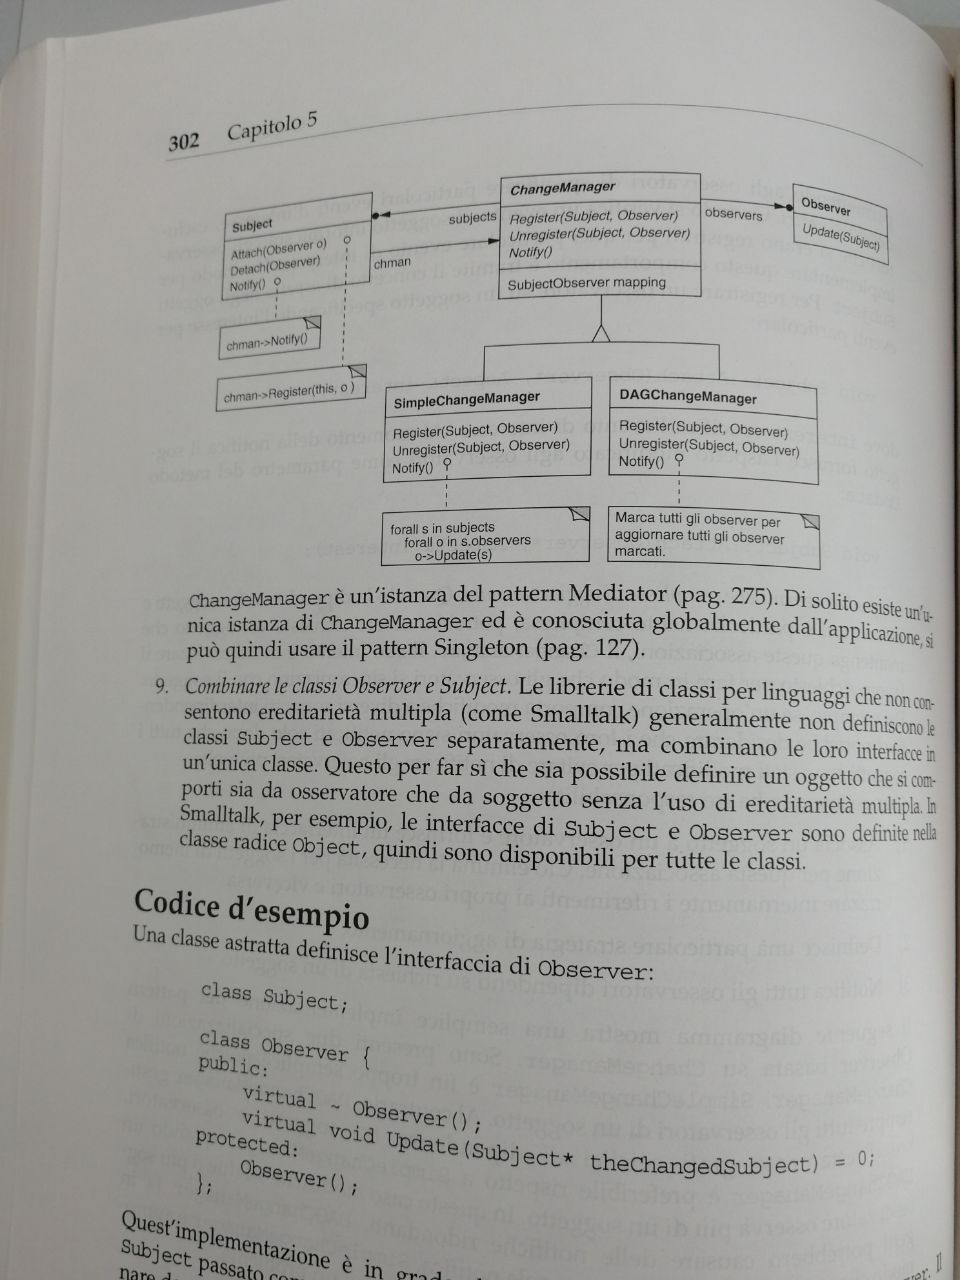 302 Capitolo 5
Subject
Attach(Observer o)
Detach(Observer)
Notify()
chman->Notify()
chman->Register(this, o )
subjects
chman
ChangeManager
Register(Subject, Observer)
Unregister(Subject, Observer)
Notify()
SubjectObserver mapping
observers
Observer
Update(Subject)
SimpleChangeManager
Register(Subject, Observer)
Unregister(Subject, Observer)
Notify()
forall s in subjects
forall o in s.observers
o->Update(s)
DAGChangeManager
Register(Subject, Observer)
Unregister(Subject, Observer)
Notify()
Marca tutti gli observer per
aggiornare tutti gli observer
marcati.
ChangeManager è un'istanza del pattern Mediator (pag. 275). Di solito esiste un'u-
nica istanza di ChangeManager ed è conosciuta globalmente dall'applicazione, si
può quindi usare il pattern Singleton (pag. 127).
9. Combinare le classi Observer e Subject. Le librerie di classi per linguaggi che non con-
sentono ereditarietà multipla (come Smalltalk) generalmente non definiscono le
classi Subject e Observer separatamente, ma combinano le loro interfacce in
un'unica classe. Questo per far sì che sia possibile definire un oggetto che si com-
porti sia da osservatore che da soggetto senza l'uso di ereditarietà multipla. In
Smalltalk, per esempio, le interfacce di Subject e Observer sono definite nella
classe radice Object, quindi sono disponibili per tutte le classi.
Codice d'esempio
Una classe astratta definisce l'interfaccia di Observer:
class Subject;
class Observer {
public:
virtual ~ Observer();
virtual void Update(Subject* theChangedSubject) = 0;
protected:
Observer();
};
Quest'implementazione è in
Subject passato